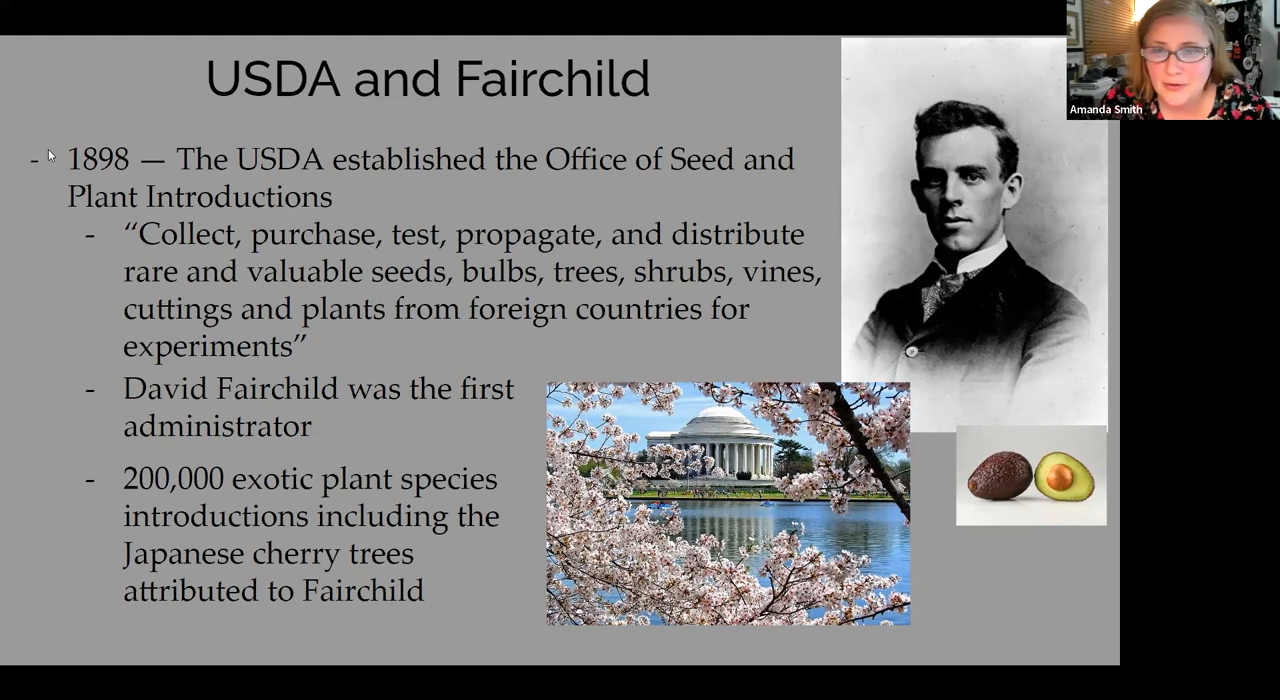 USDA and Fairchild
Amanda Smith
- 1898 — The USDA established the Office of Seed and
Plant Introductions
- “Collect, purchase, test, propagate, and distribute
rare and valuable seeds, bulbs, trees, shrubs, vines,
cuttings and plants from foreign countries for
experiments”
- David Fairchild was the first
administrator
- 200,000 exotic plant species
introductions including the
Japanese cherry trees
attributed to Fairchild